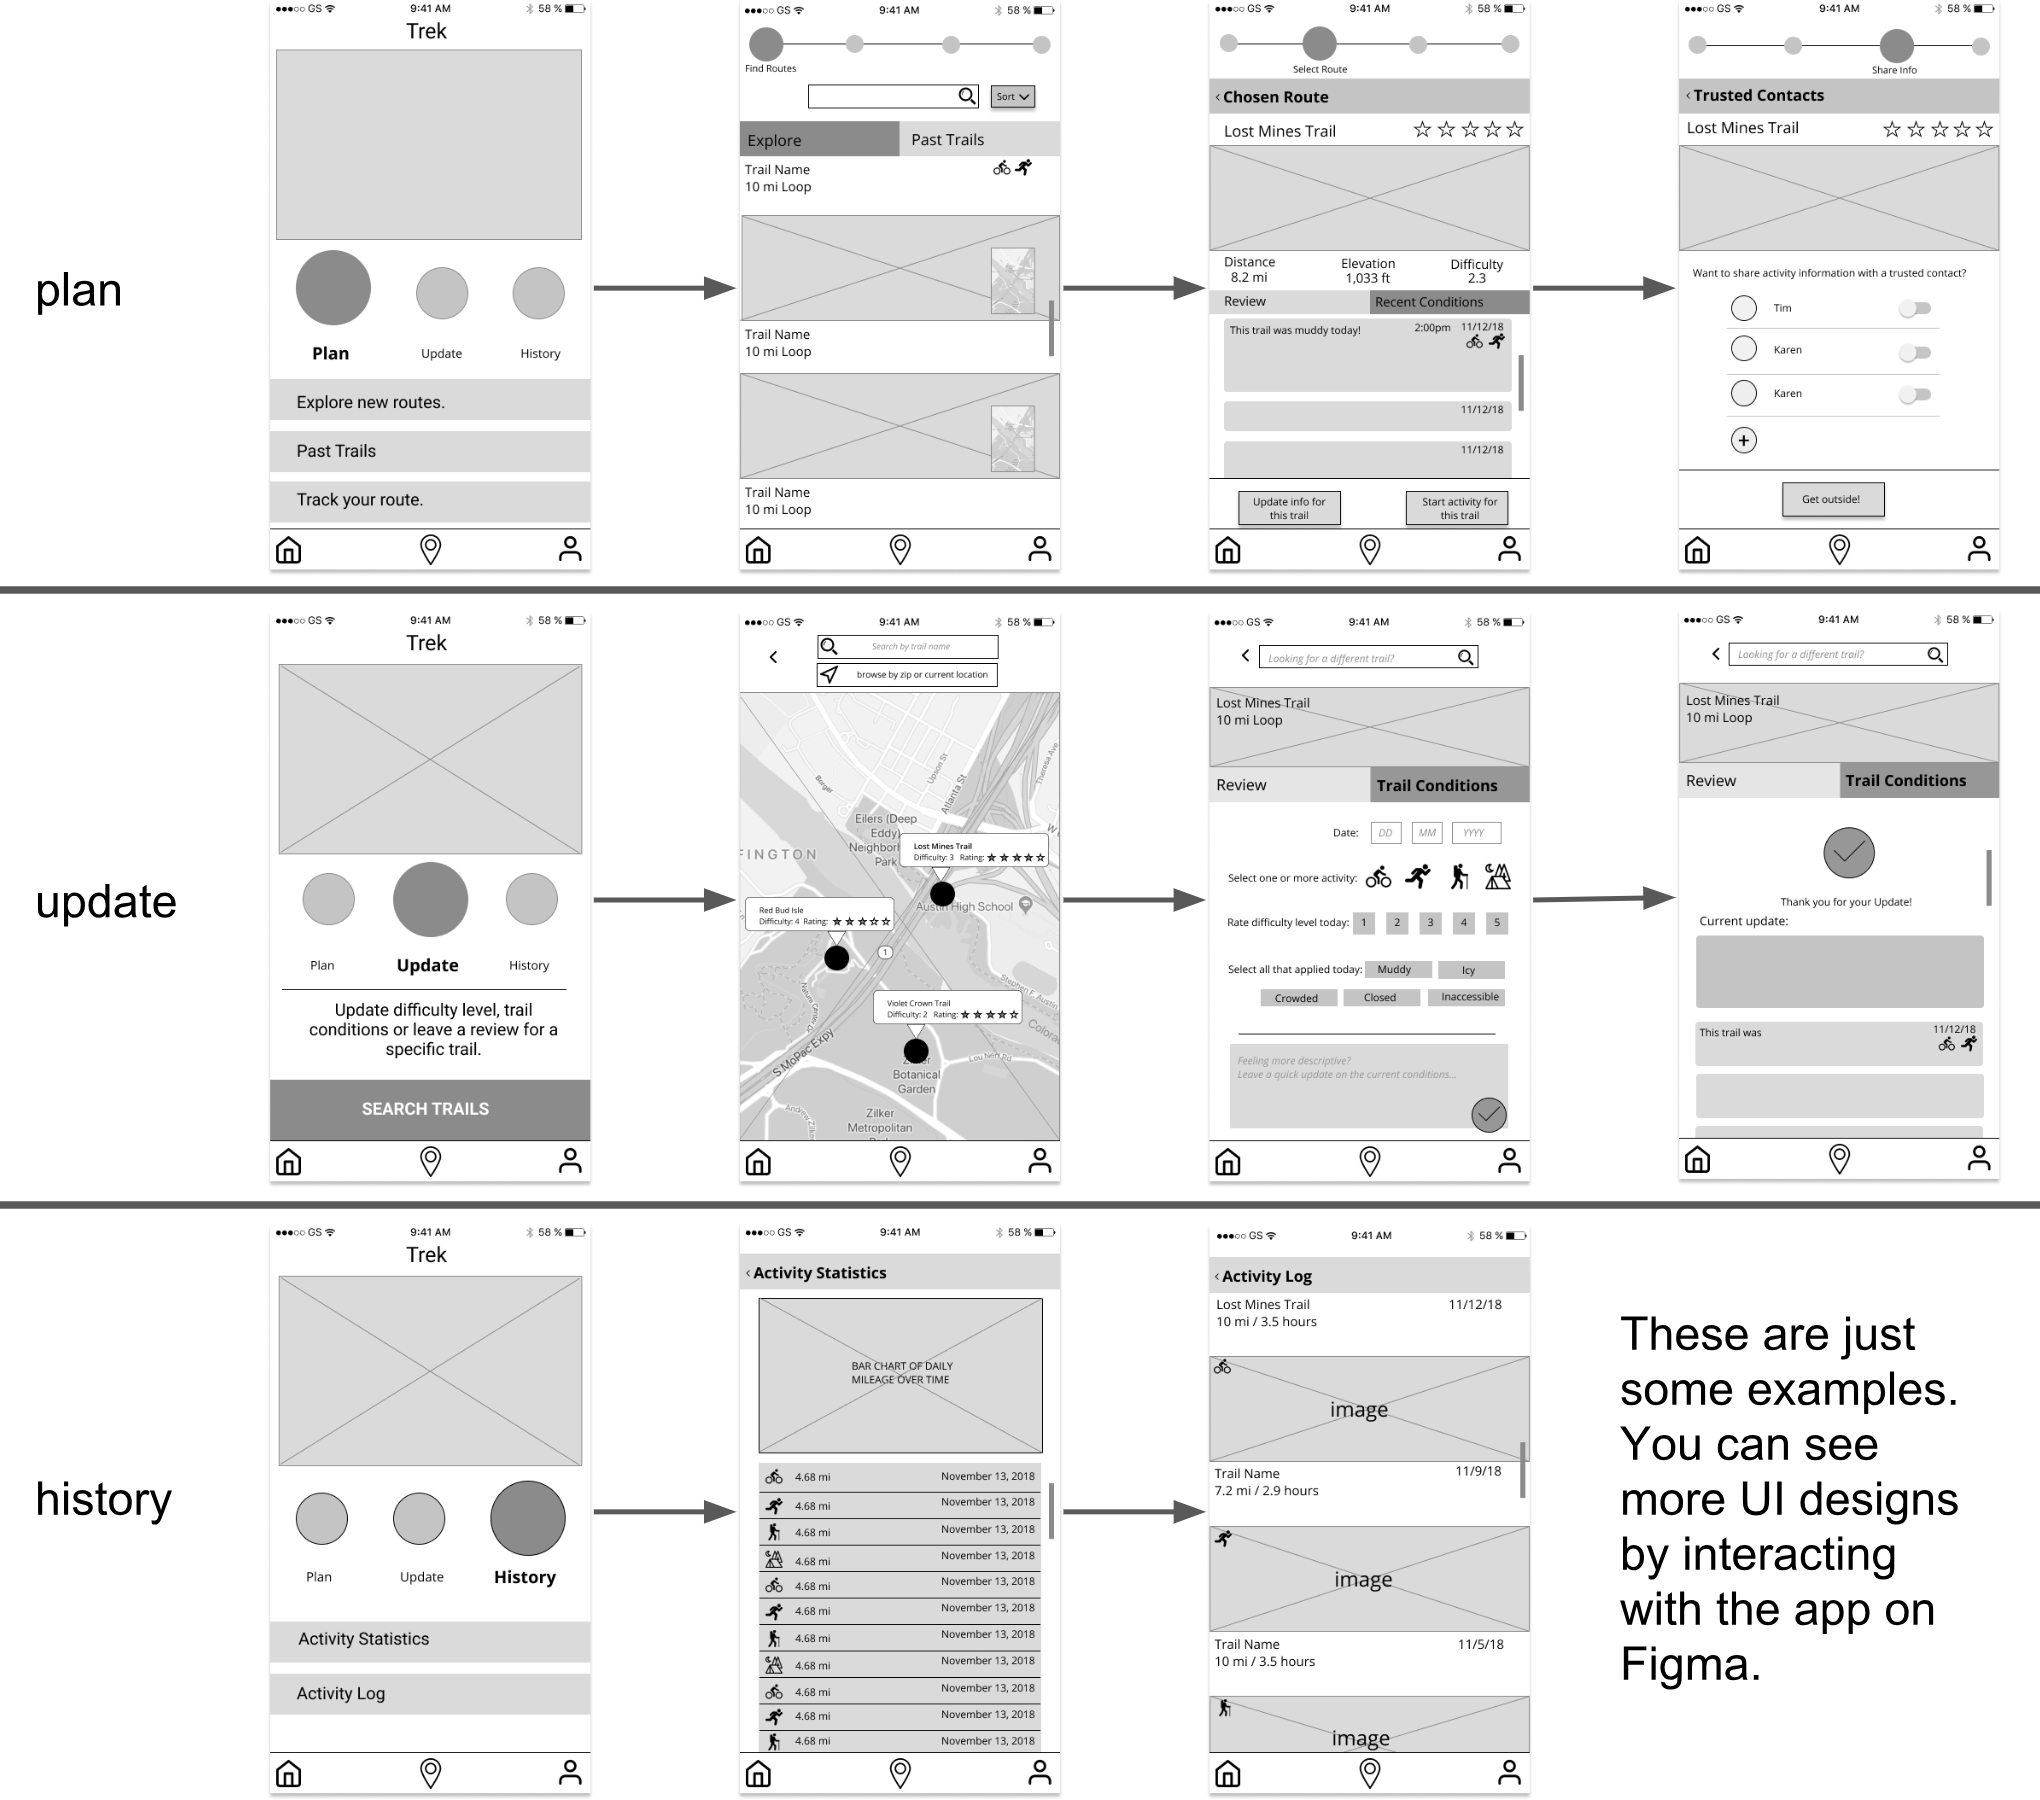 plan
GS 9:41 AM 58 %
Trek
Plan Update History
Explore new routes.
Past Trails
Track your route.
GS 9:41 AM 58 %
Find Routes
Sort
Explore Past Trails
Trail Name
10 mi Loop
Trail Name
10 mi Loop
Trail Name
10 mi Loop
GS 9:41 AM 58 %
Select Route
‹ Chosen Route
Lost Mines Trail
Distance Elevation Difficulty
8.2 mi 1,033 ft 2.3
Review Recent Conditions
This trail was muddy today! 2:00pm 11/12/18
11/12/18
11/12/18
Update info for
this trail
Start activity for
this trail
GS 9:41 AM 58 %
Share Info
‹ Trusted Contacts
Lost Mines Trail
Want to share activity information with a trusted contact?
Tim
Karen
Karen
+
Get outside!
update
GS 9:41 AM 58 %
Trek
Plan Update History
Update difficulty level, trail
conditions or leave a review for a
specific trail.
SEARCH TRAILS
GS 9:41 AM 58 %
Search by trail name
browse by zip or current location
Borger
Upson St
Atlanta St
Theresa Ave
W
Eilers (Deep
Eddy)
Neighbor
Park
FINGTON
Lost Mines Trail
Difficulty: 3 Rating:
Austin High School
Red Bud Isle
Difficulty: 4 Rating:
1
Stephen F. Austin
Nature Center Dr
Violet Crown Trail
Difficulty: 2 Rating:
Colora
S MoPac Expy
Lou Neff Rd
Zilker
Botanical
Garden
Andrew Zilk
Zilker
Metropolitan
GS 9:41 AM 58 %
Looking for a different trail?
Lost Mines Trail
10 mi Loop
Review Trail Conditions
Date: DD MM YYYY
Select one or more activity:
Rate difficulty level today: 1 2 3 4 5
Select all that applied today: Muddy Icy
Crowded Closed Inaccessible
Feeling more descriptive?
Leave a quick update on the current conditions...
GS 9:41 AM 58 %
Looking for a different trail?
Lost Mines Trail
10 mi Loop
Review Trail Conditions
Thank you for your Update!
Current update:
This trail was 11/12/18
history
GS 9:41 AM 58 %
Trek
Plan Update History
Activity Statistics
Activity Log
GS 9:41 AM 58 %
‹ Activity Statistics
BAR CHART OF DAILY
MILEAGE OVER TIME
4.68 mi November 13, 2018
4.68 mi November 13, 2018
4.68 mi November 13, 2018
4.68 mi November 13, 2018
4.68 mi November 13, 2018
4.68 mi November 13, 2018
4.68 mi November 13, 2018
4.68 mi November 13, 2018
4.68 mi November 13, 2018
4.68 mi November 13, 2018
4.68 mi November 13, 2018
GS 9:41 AM 58 %
‹ Activity Log
Lost Mines Trail 11/12/18
10 mi / 3.5 hours
image
Trail Name 11/9/18
7.2 mi / 2.9 hours
image
Trail Name 11/5/18
10 mi / 3.5 hours
image
These are just
some examples.
You can see
more UI designs
by interacting
with the app on
Figma.